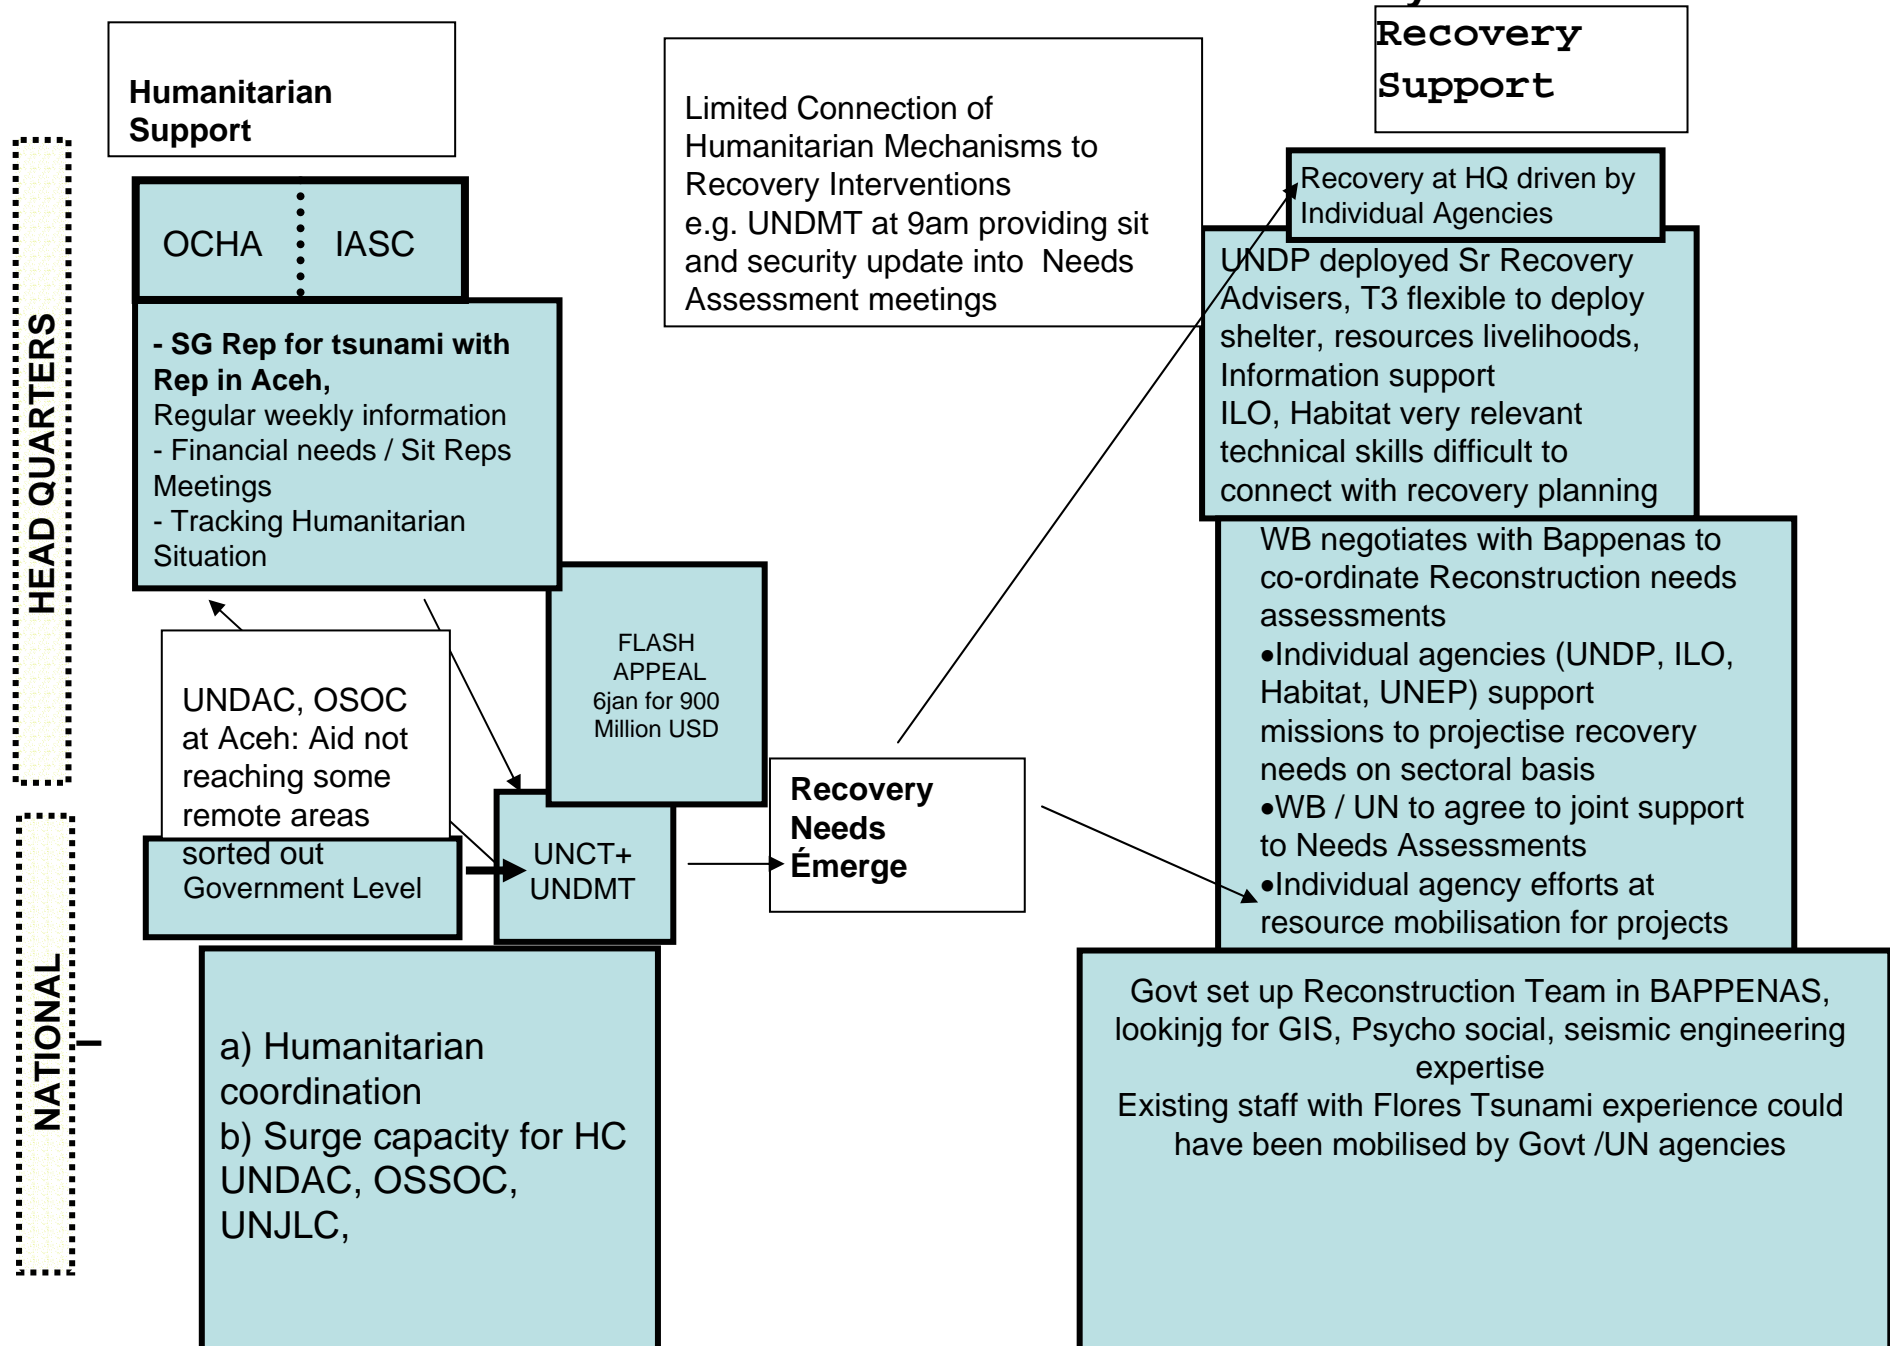 Humanitarian
Support
Limited Connection of
Humanitarian Mechanisms to
Recovery Interventions
e.g. UNDMT at 9am providing sit
and security update into Needs
Assessment meetings
Recovery
Support
HEAD QUARTERS
OCHA
IASC
- SG Rep for tsunami with
Rep in Aceh,
Regular weekly information
- Financial needs / Sit Reps
Meetings
- Tracking Humanitarian
Situation
Recovery at HQ driven by
Individual Agencies
UNDP deployed Sr Recovery
Advisers, T3 flexible to deploy
shelter, resources livelihoods,
Information support
ILO, Habitat very relevant
technical skills difficult to
connect with recovery planning
FLASH
APPEAL
6jan for 900
Million USD
UNDAC, OSOC
at Aceh: Aid not
reaching some
remote areas
sorted out
Government Level
UNCT+
UNDMT
Recovery
Needs
Émerge
WB negotiates with Bappenas to
co-ordinate Reconstruction needs
assessments
•Individual agencies (UNDP, ILO,
Habitat, UNEP) support
missions to projectise recovery
needs on sectoral basis
•WB / UN to agree to joint support
to Needs Assessments
•Individual agency efforts at
resource mobilisation for projects
NATIONAL
a) Humanitarian
coordination
b) Surge capacity for HC
UNDAC, OSSOC,
UNJLC,
Govt set up Reconstruction Team in BAPPENAS,
lookinjg for GIS, Psycho social, seismic engineering
expertise
Existing staff with Flores Tsunami experience could
have been mobilised by Govt /UN agencies